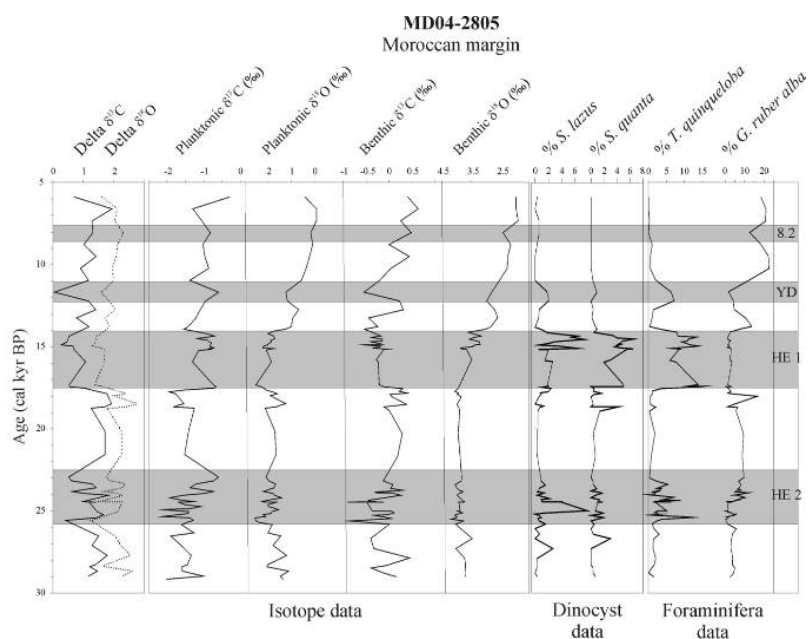 MD04-2805
Moroccan margin
Delta δ¹³C
Delta δ¹⁸O
Planktonic δ¹³C (‰)
Planktonic δ¹⁸O (‰)
Benthic δ¹³C (‰)
Benthic δ¹⁸O (‰)
% S. lazus
% S. quanta
% T. quinqueloba
% G. ruber alba
0 1 2 -2 -1 2 1 0 -1 -0.5 0 0.5 4.5 3.5 2.5 0 2 4 6 8 2 4 6 8 0 5 10 15 0 10 20
5
8.2
10
YD
15
HE 1
20
HE 2
25
30
Age (cal kyr BP)
Isotope data
Dinocyst
data
Foraminifera
data